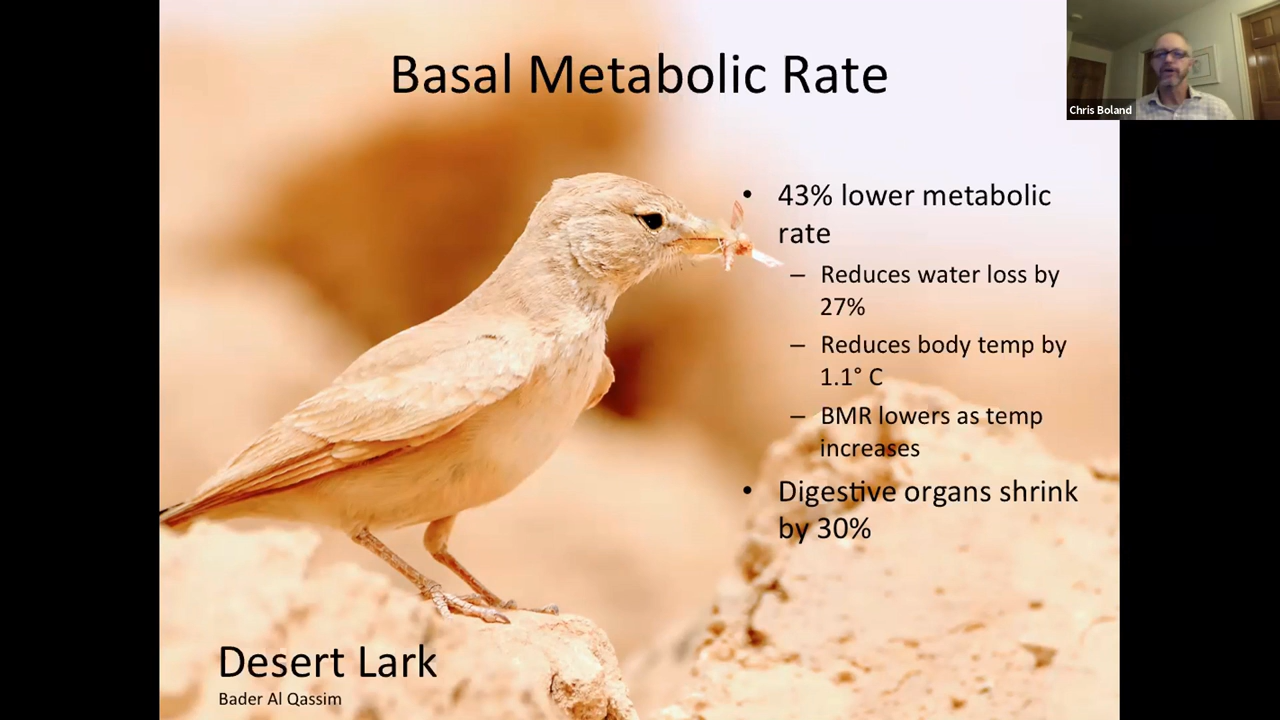 Basal Metabolic Rate
Chris Boland
• 43% lower metabolic
rate
– Reduces water loss by
27%
– Reduces body temp by
1.1° C
– BMR lowers as temp
increases
• Digestive organs shrink
by 30%
Desert Lark
Bader Al Qassim